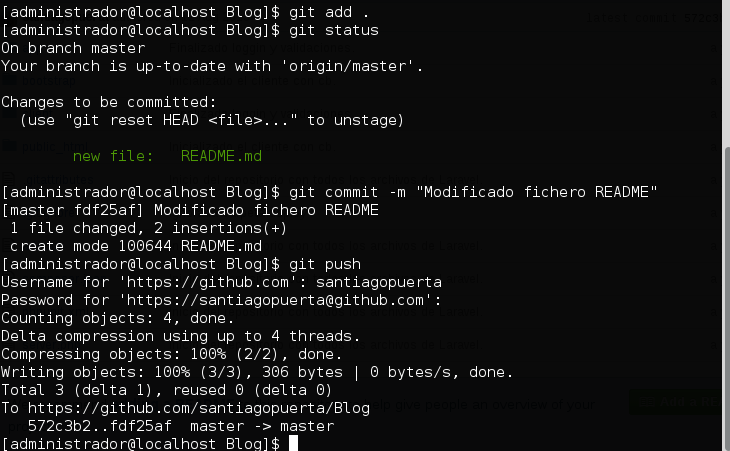 [administrador@localhost Blog]$ git add .
[administrador@localhost Blog]$ git status
On branch master
Your branch is up-to-date with 'origin/master'.
Changes to be committed:
(use "git reset HEAD <file>..." to unstage)
new file: README.md
[administrador@localhost Blog]$ git commit -m "Modificado fichero README"
[master fdf25af] Modificado fichero README
1 file changed, 2 insertions(+)
create mode 100644 README.md
[administrador@localhost Blog]$ git push
Username for 'https://github.com': santiagopuerta
Password for 'https://santiagopuerta@github.com':
Counting objects: 4, done.
Delta compression using up to 4 threads.
Compressing objects: 100% (2/2), done.
Writing objects: 100% (3/3), 306 bytes | 0 bytes/s, done.
Total 3 (delta 1), reused 0 (delta 0)
To https://github.com/santiagopuerta/Blog
572c3b2..fdf25af master -> master
[administrador@localhost Blog]$